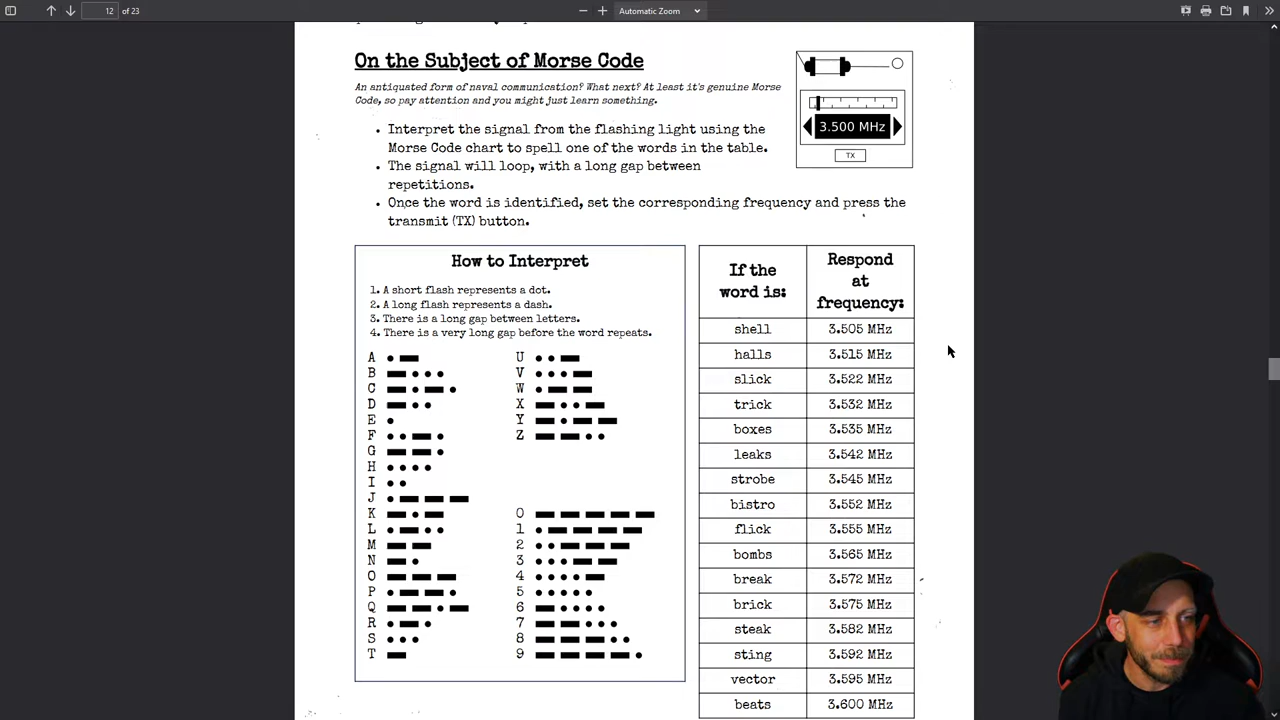 12 of 23
Automatic Zoom
On the Subject of Morse Code
An antiquated form of naval communication? What next? At least it's genuine Morse
Code, so pay attention and you might just learn something.
3.500 MHz
TX
• Interpret the signal from the flashing light using the
Morse Code chart to spell one of the words in the table.
• The signal will loop, with a long gap between
repetitions.
• Once the word is identified, set the corresponding frequency and press the
transmit (TX) button.
How to Interpret
1. A short flash represents a dot.
2. A long flash represents a dash.
3. There is a long gap between letters.
4. There is a very long gap before the word repeats.
A
B
C
D
E
F
G
H
I
J
K
L
M
N
O
P
Q
R
S
T
U
V
W
X
Y
Z
0
1
2
3
4
5
6
7
8
9
If the word is: Respond at frequency:
shell 3.505 MHz
halls 3.515 MHz
slick 3.522 MHz
trick 3.532 MHz
boxes 3.535 MHz
leaks 3.542 MHz
strobe 3.545 MHz
bistro 3.552 MHz
flick 3.555 MHz
bombs 3.565 MHz
break 3.572 MHz
brick 3.575 MHz
steak 3.582 MHz
sting 3.592 MHz
vector 3.595 MHz
beats 3.600 MHz